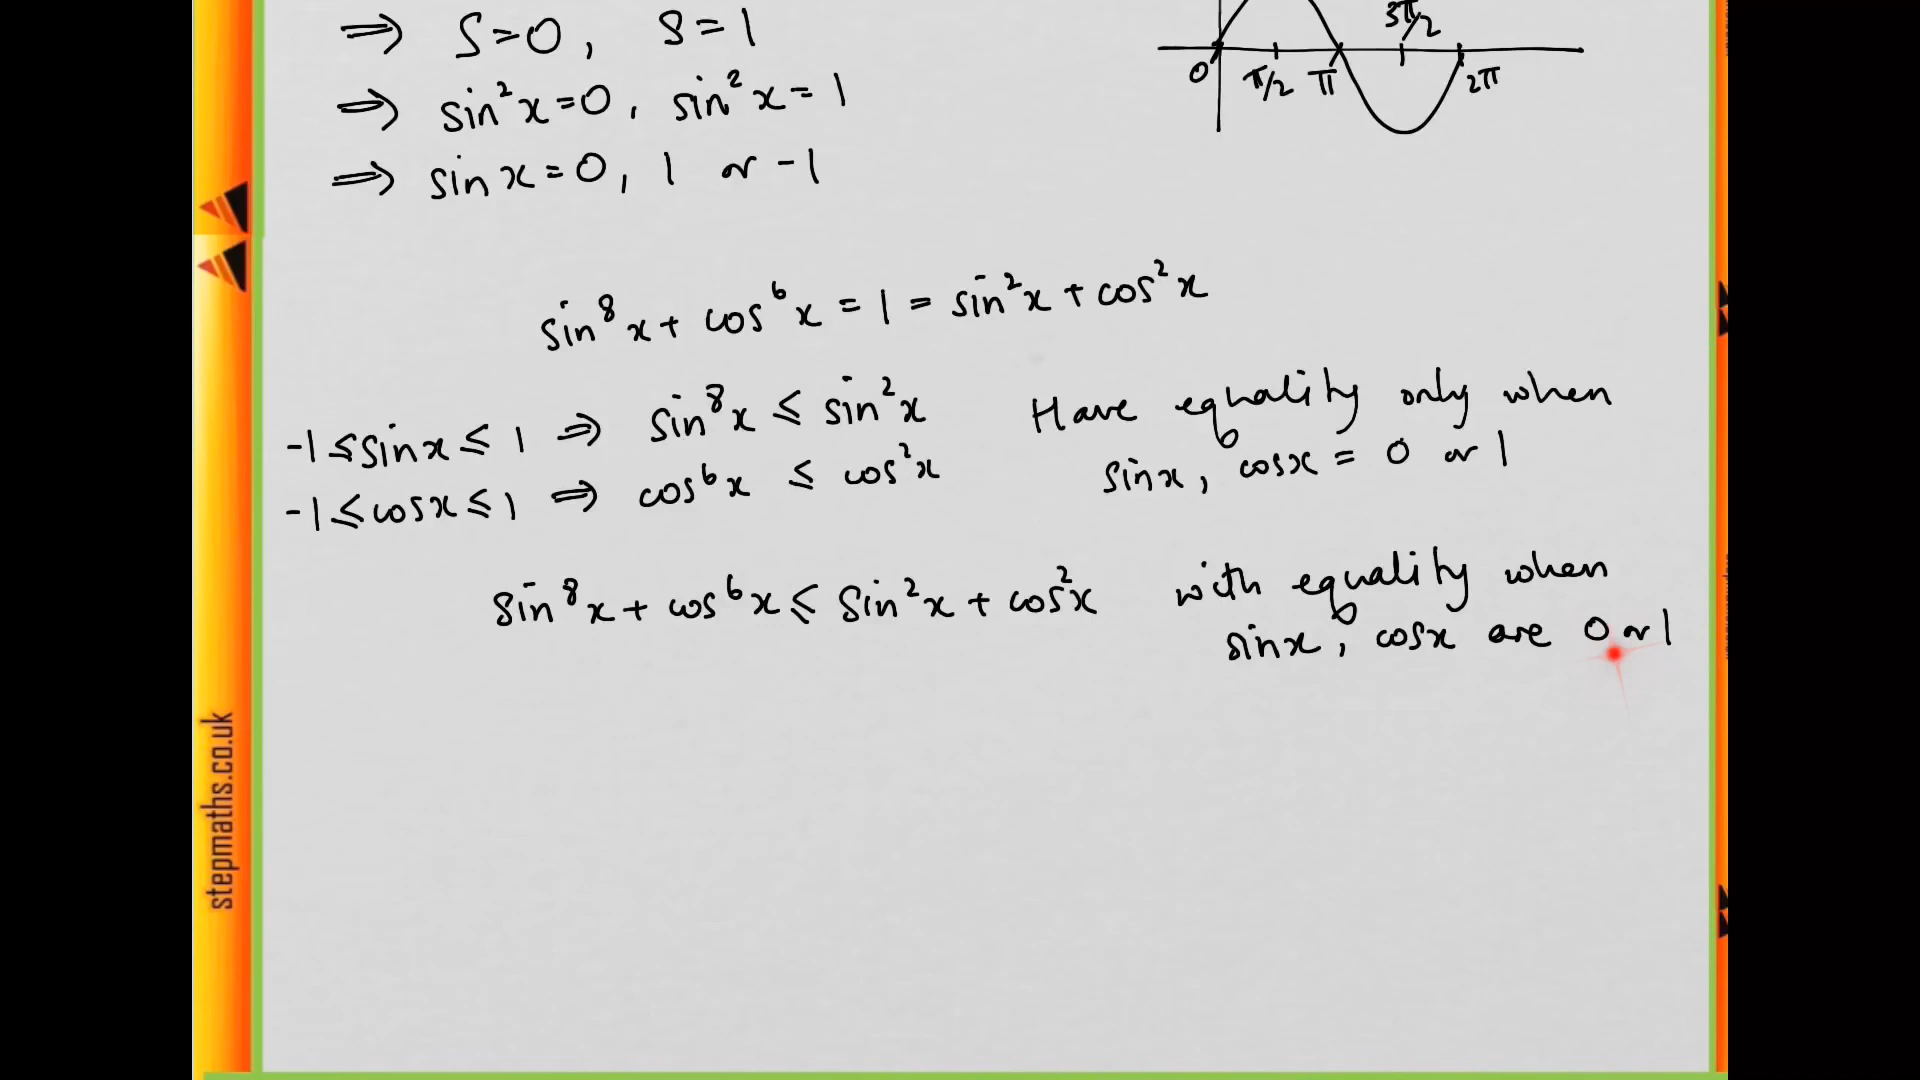 ⇒ S=0, S=1
⇒ sin²x=0, sin²x=1
⇒ sin x=0, 1 or -1
3π/2
0 π/2 π 2π
sin⁸x + cos⁶x = 1 = sin²x + cos²x
-1 ⩽ sin x ⩽ 1 ⇒ sin⁸x ⩽ sin²x
-1 ⩽ cos x ⩽ 1 ⇒ cos⁶x ⩽ cos²x
Have equality only when
sin x, cos x = 0 or 1
sin⁸x + cos⁶x ⩽ sin²x + cos²x
with equality when
sin x, cos x are 0 or 1
stepmaths.co.uk